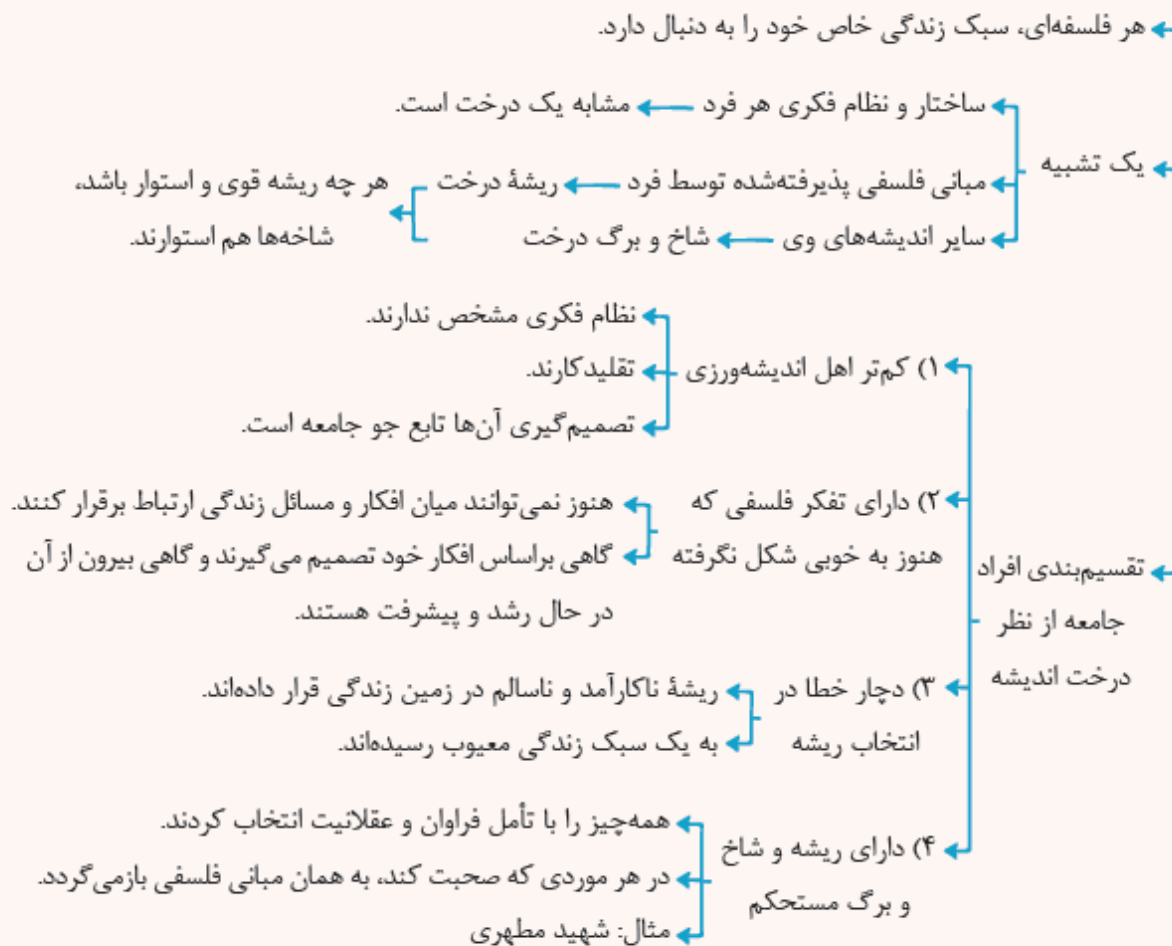 هر فلسفه‌ای، سبک زندگی خاص خود را به دنبال دارد.
یک تشبیه
ساختار و نظام فکری هر فرد
مشابه یک درخت است.
مبانی فلسفی پذیرفته‌شده توسط فرد
ریشهٔ درخت
سایر اندیشه‌های وی
شاخ و برگ درخت
هر چه ریشه قوی و استوار باشد،
شاخه‌ها هم استوارند.
تقسیم‌بندی افراد
جامعه از نظر
درخت اندیشه
۱) کم‌تر اهل اندیشه‌ورزی
نظام فکری مشخص ندارند.
تقلیدکارند.
تصمیم‌گیری آن‌ها تابع جو جامعه است.
۲) دارای تفکر فلسفی که
هنوز به خوبی شکل نگرفته
هنوز نمی‌توانند میان افکار و مسائل زندگی ارتباط برقرار کنند.
گاهی براساس افکار خود تصمیم می‌گیرند و گاهی بیرون از آن
در حال رشد و پیشرفت هستند.
۳) دچار خطا در
انتخاب ریشه
ریشهٔ ناکارآمد و ناسالم در زمین زندگی قرار داده‌اند.
به یک سبک زندگی معیوب رسیده‌اند.
۴) دارای ریشه و شاخ
و برگ مستحکم
همه‌چیز را با تأمل فراوان و عقلانیت انتخاب کردند.
در هر موردی که صحبت کند، به همان مبانی فلسفی بازمی‌گردد.
مثال: شهید مطهری